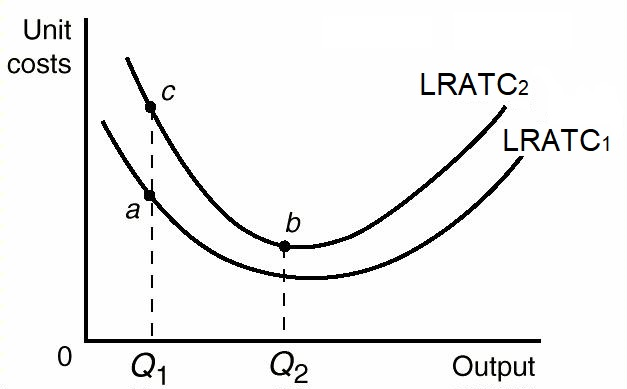 Unit
costs
LRATC2
LRATC1
c
a
b
0
Q1
Q2
Output